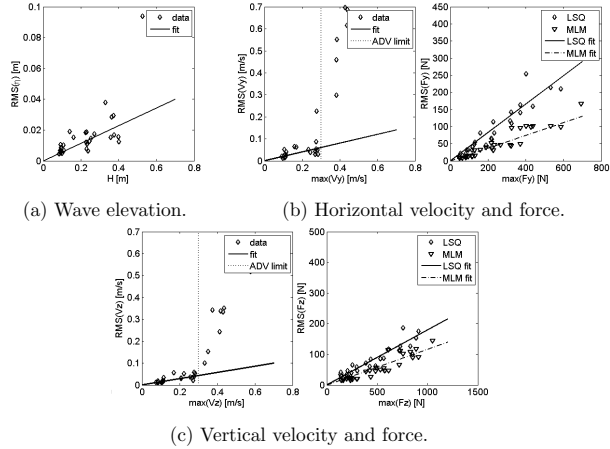 0.1
0.08
0.06
0.04
0.02
0
0 0.2 0.4 0.6 0.8
RMS(η) [m]
H [m]
data
fit
0.7
0.6
0.5
0.4
0.3
0.2
0.1
0
0 0.2 0.4 0.6 0.8
RMS(Vy) [m/s]
max(Vy) [m/s]
data
fit
ADV limit
450
400
350
300
250
200
150
100
50
0
0 200 400 600 800
RMS(Fy) [N]
max(Fy) [N]
LSQ
MLM
LSQ fit
MLM fit
(a) Wave elevation.
(b) Horizontal velocity and force.
0.7
0.6
0.5
0.4
0.3
0.2
0.1
0
0 0.2 0.4 0.6 0.8
RMS(Vz) [m/s]
max(Vz) [m/s]
data
fit
ADV limit
500
400
300
200
100
0
0 500 1000 1500
RMS(Fz) [N]
max(Fz) [N]
LSQ
MLM
LSQ fit
MLM fit
(c) Vertical velocity and force.